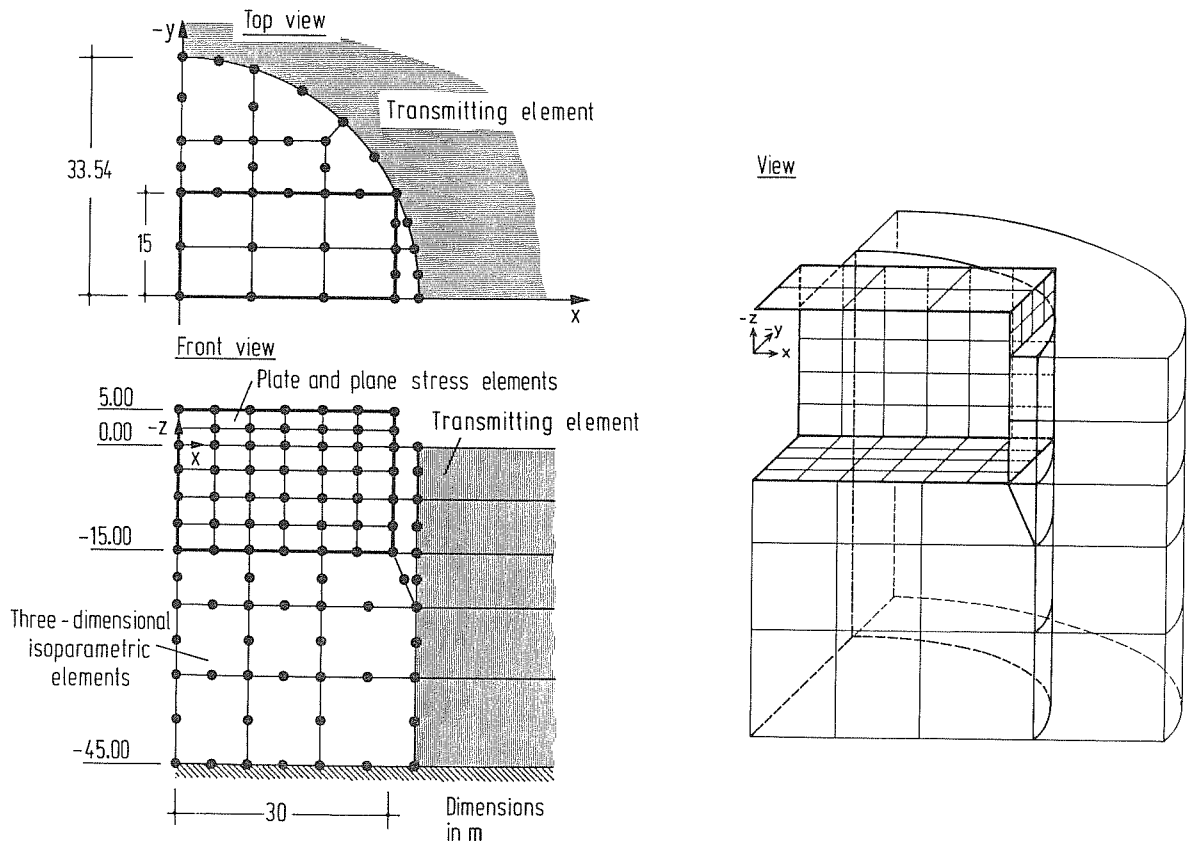 Top view
-y
Transmitting element
33.54
15
x
Front view
Plate and plane stress elements
5.00
-z
0.00
x
Transmitting element
-15.00
Three-dimensional
isoparametric
elements
-45.00
30
Dimensions
in m
View
-z
-y
x